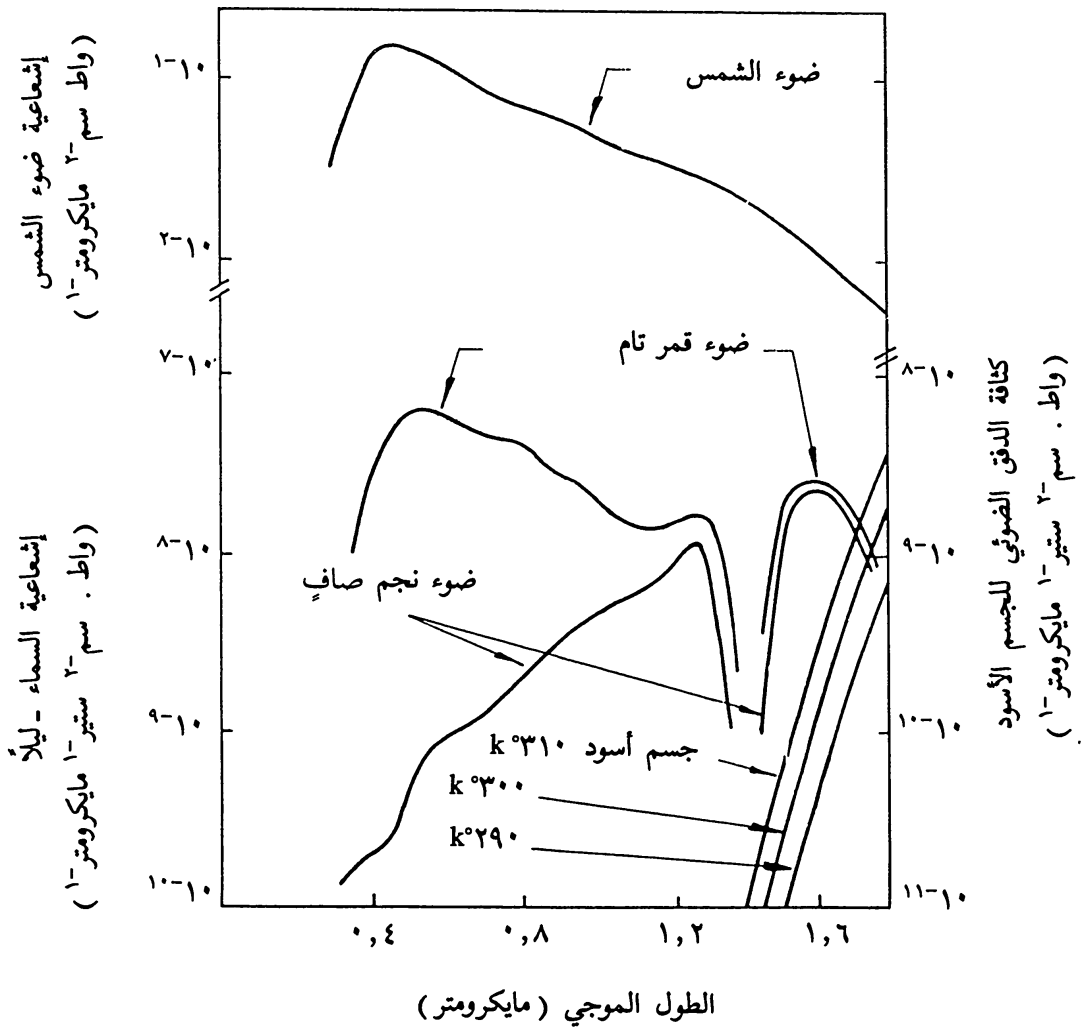 إشعاعية ضوء الشمس
(واط سم-٢ مايكرومتر-١)
١٠-١
١٠-٢
ضوء الشمس
١٠-٧
١٠-٨
١٠-٩
١٠-١٠
إشعاعية السماء - ليلاً
(واط . سم-٢ ستير-١ مايكرومتر-١)
ضوء قمر تام
ضوء نجم صافٍ
جسم أسود ٣١٠°k
٣٠٠°k
٢٩٠°k
١٠-٨
١٠-٩
١٠-١٠
١٠-١١
كثافة الدفق الضوئي للجسم الأسود
(واط . سم-٢ ستير-١ مايكرومتر-١)
٠,٤
٠,٨
١,٢
١,٦
الطول الموجي (مايكرومتر)